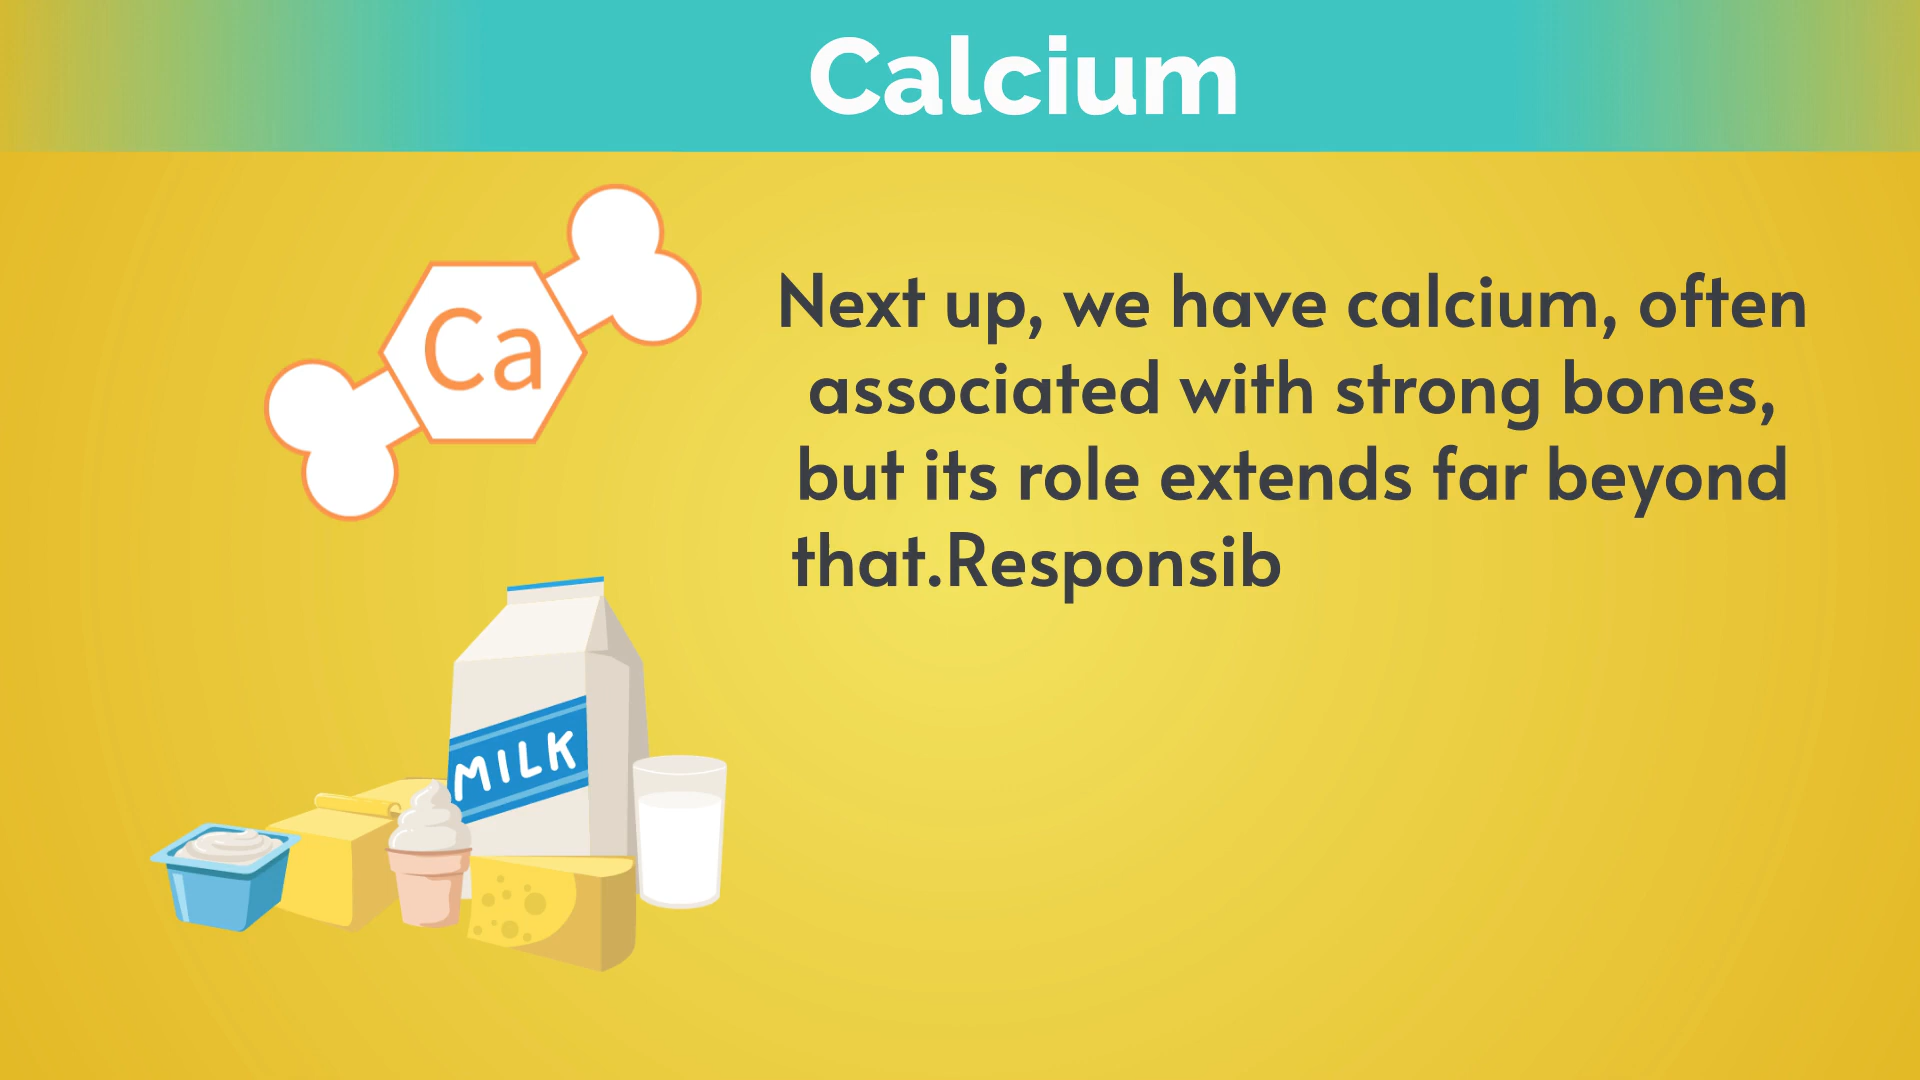 Calcium
Ca
Next up, we have calcium, often
associated with strong bones,
but its role extends far beyond
that.Responsib
MILK